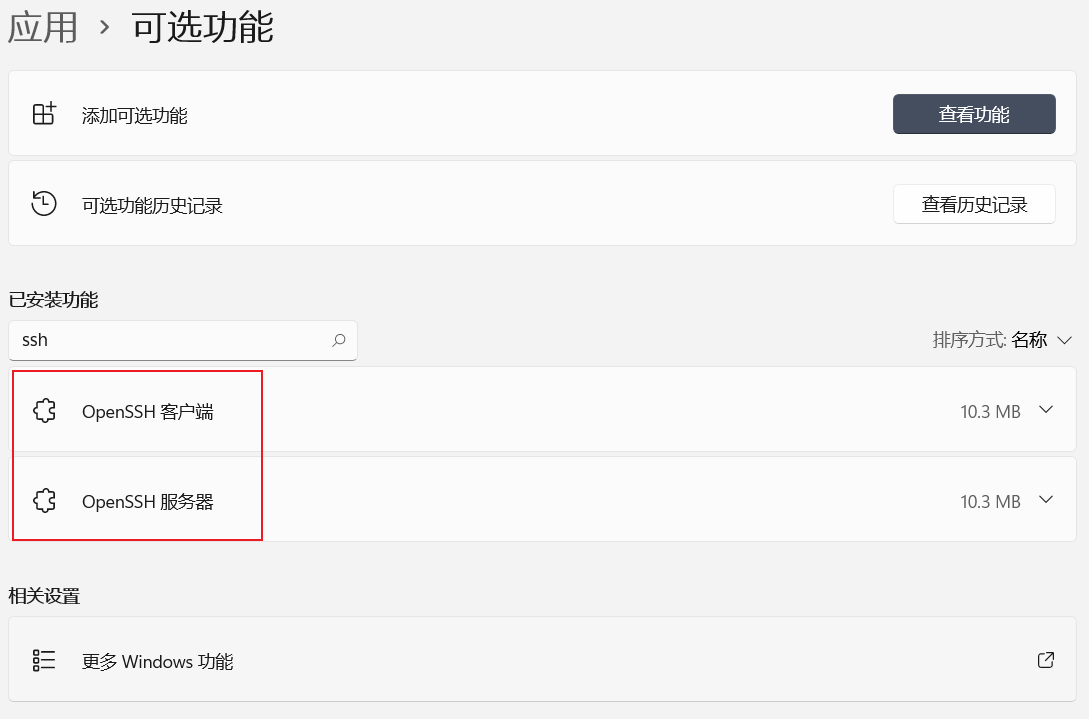 应用 › 可选功能
添加可选功能 查看功能
可选功能历史记录 查看历史记录
已安装功能
ssh 排序方式: 名称
OpenSSH 客户端 10.3 MB
OpenSSH 服务器 10.3 MB
相关设置
更多 Windows 功能